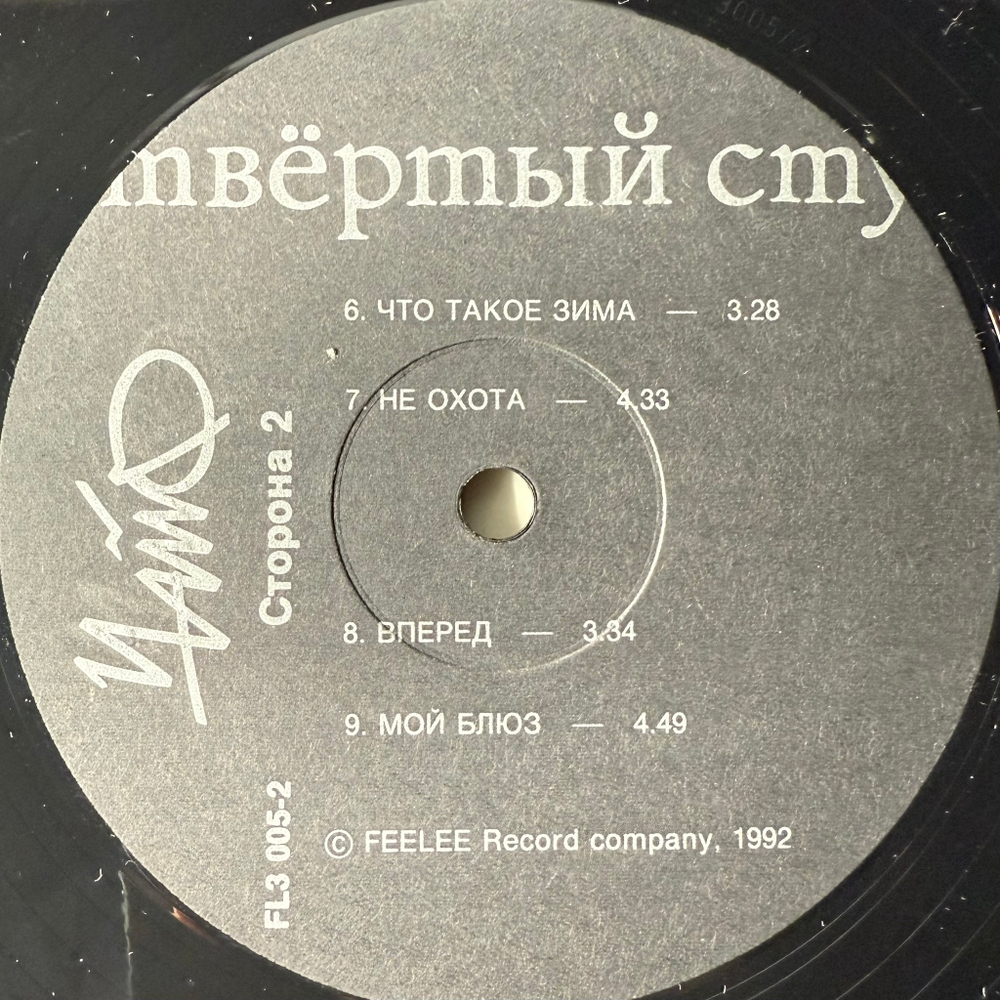 твёртый сту
6. ЧТО ТАКОЕ ЗИМА — 3.28
7. НЕ ОХОТА — 4.33
8. ВПЕРЕД — 3.34
9. МОЙ БЛЮЗ — 4.49
© FEELEE Record company, 1992
Сторона 2
FL3 005-2